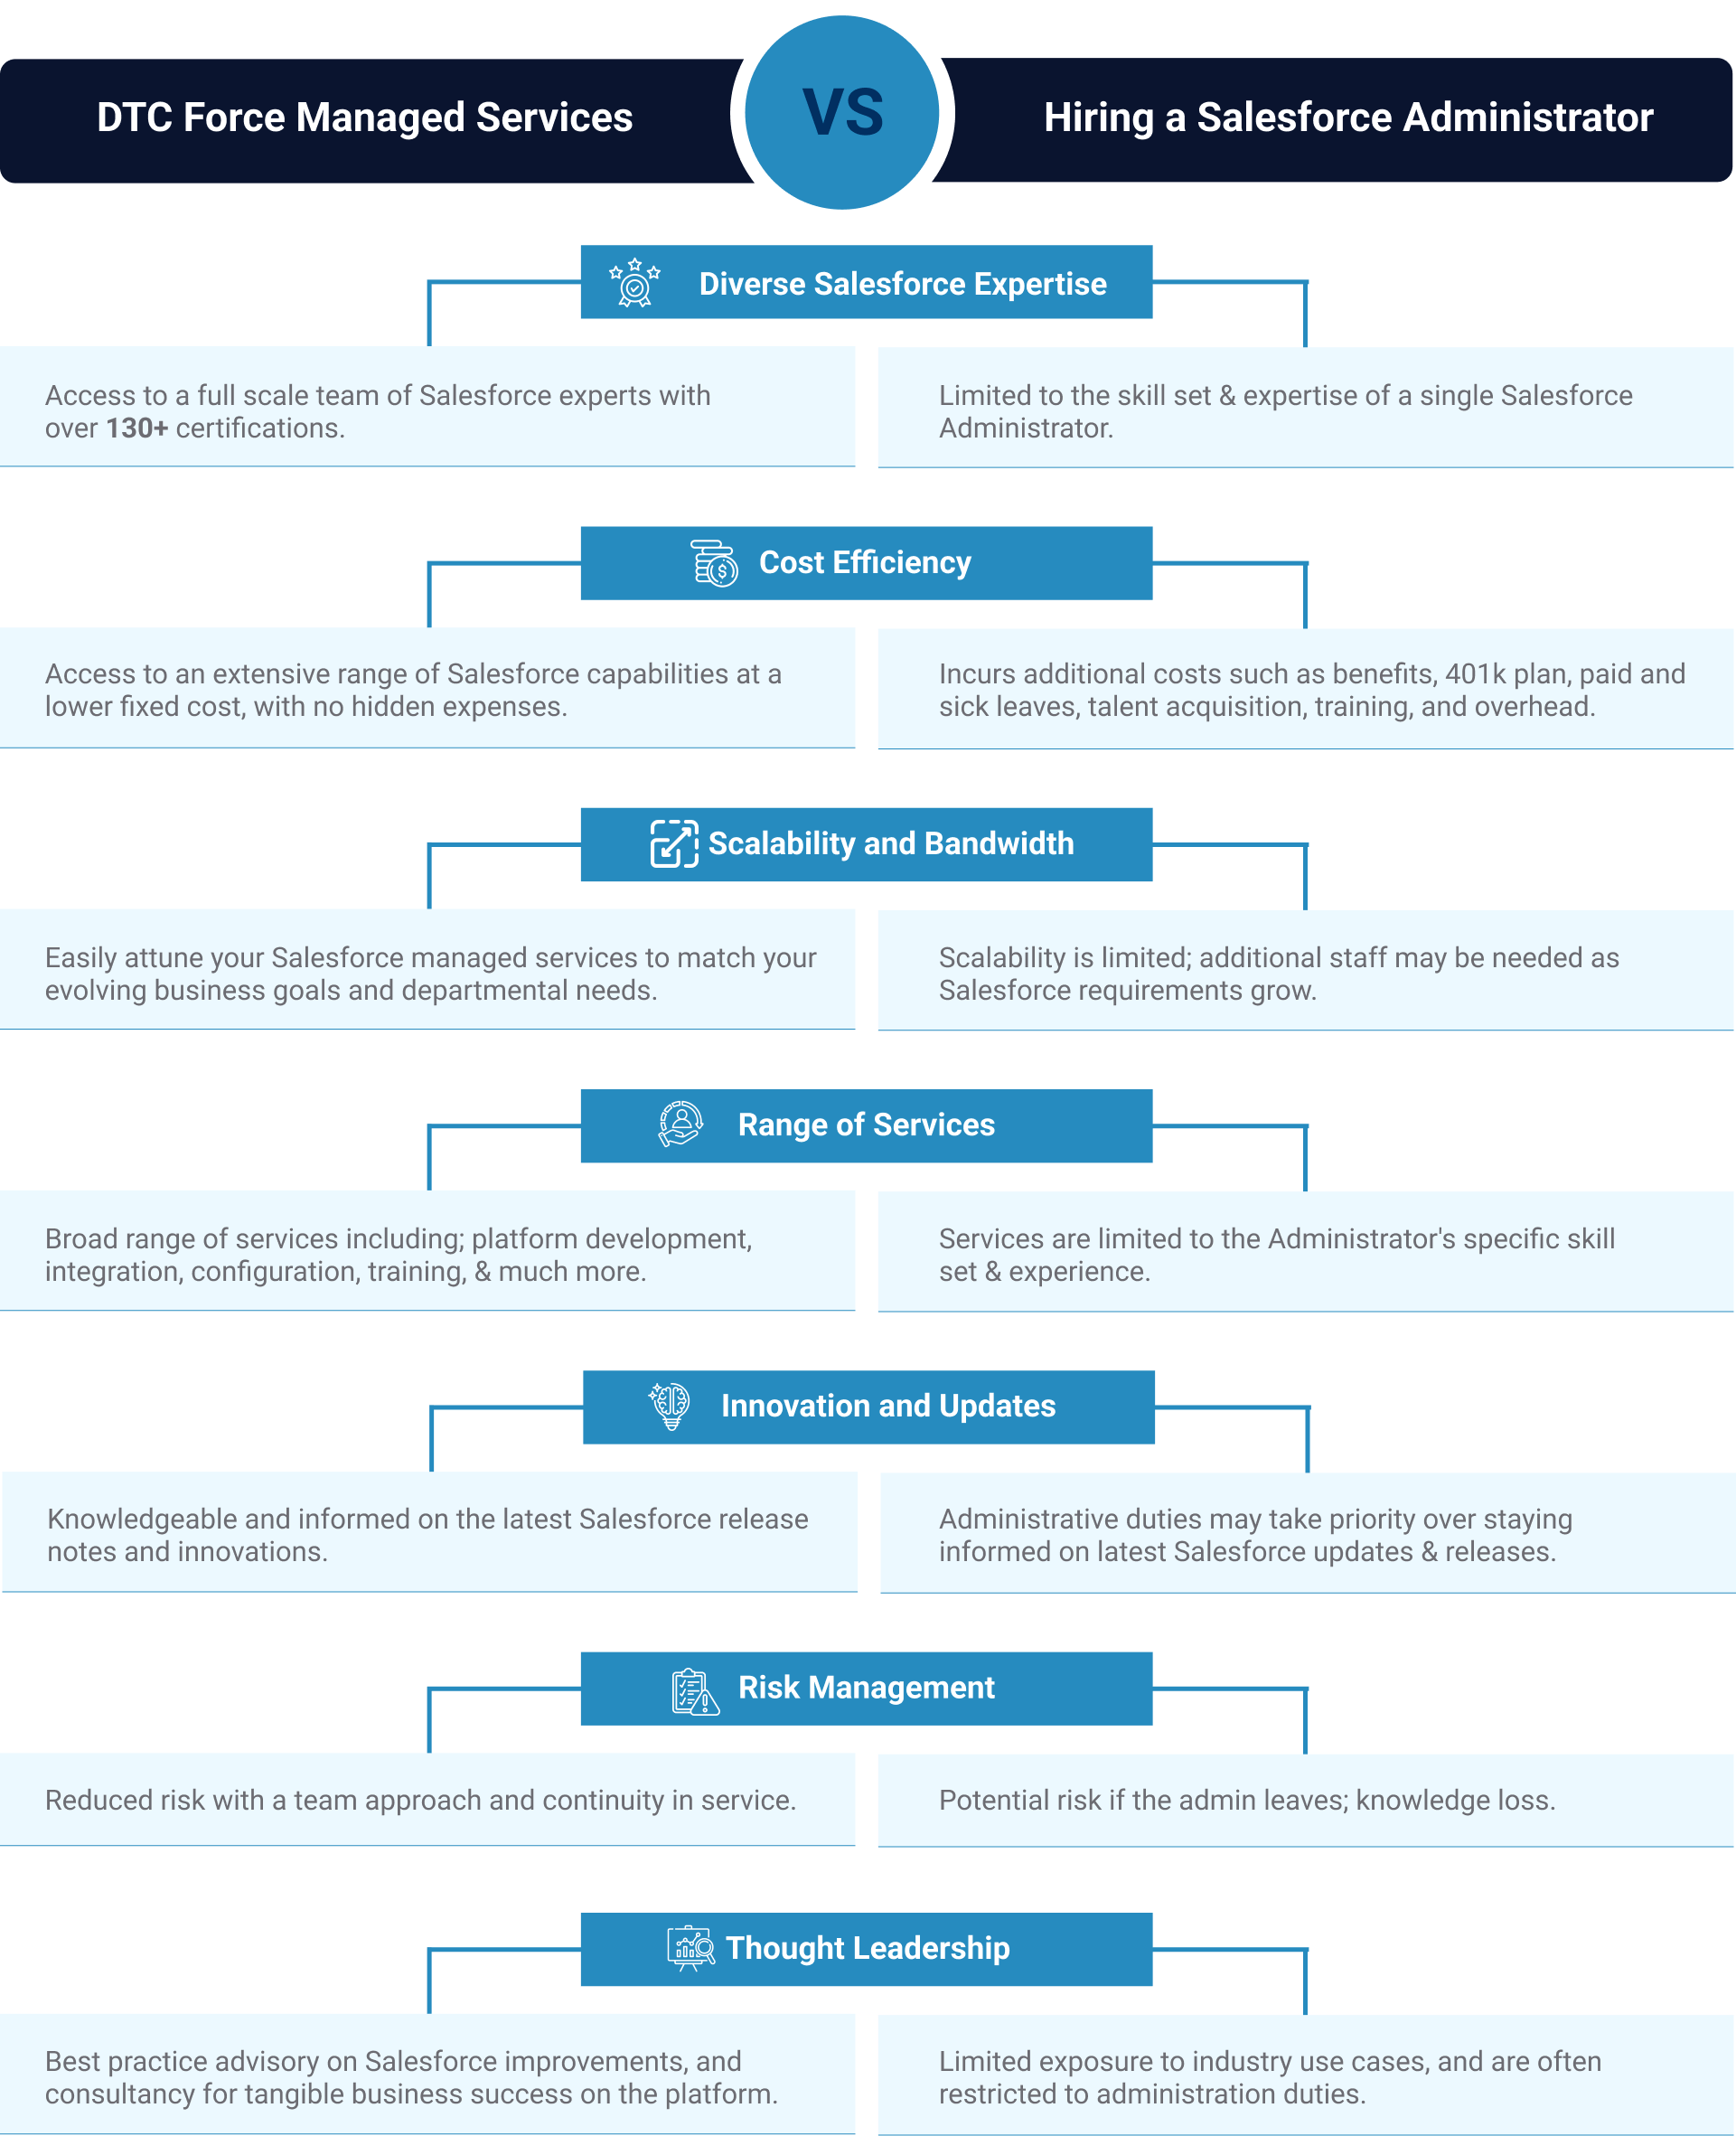 DTC Force Managed Services
VS
Hiring a Salesforce Administrator
Diverse Salesforce Expertise
Access to a full scale team of Salesforce experts with
over 130+ certifications.
Limited to the skill set & expertise of a single Salesforce
Administrator.
Cost Efficiency
Access to an extensive range of Salesforce capabilities at a
lower fixed cost, with no hidden expenses.
Incurs additional costs such as benefits, 401k plan, paid and
sick leaves, talent acquisition, training, and overhead.
Scalability and Bandwidth
Easily attune your Salesforce managed services to match your
evolving business goals and departmental needs.
Scalability is limited; additional staff may be needed as
Salesforce requirements grow.
Range of Services
Broad range of services including; platform development,
integration, configuration, training, & much more.
Services are limited to the Administrator's specific skill
set & experience.
Innovation and Updates
Knowledgeable and informed on the latest Salesforce release
notes and innovations.
Administrative duties may take priority over staying
informed on latest Salesforce updates & releases.
Risk Management
Reduced risk with a team approach and continuity in service.
Potential risk if the admin leaves; knowledge loss.
Thought Leadership
Best practice advisory on Salesforce improvements, and
consultancy for tangible business success on the platform.
Limited exposure to industry use cases, and are often
restricted to administration duties.